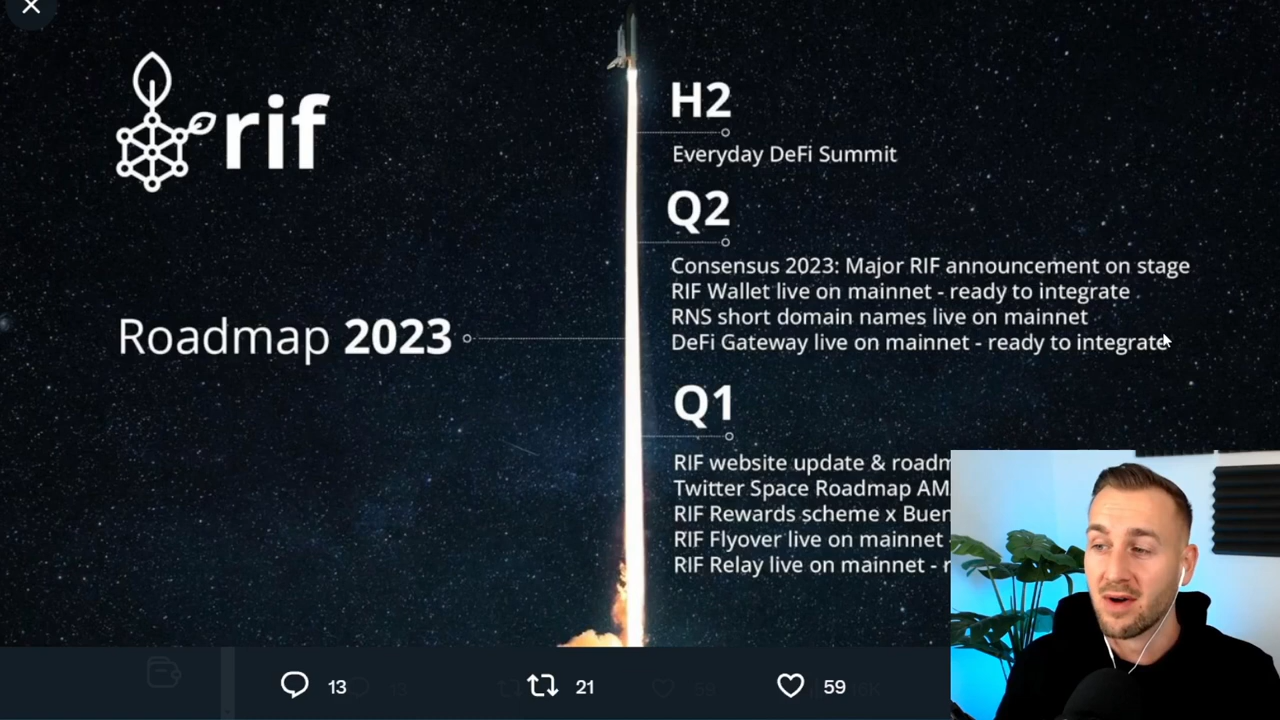 rif
Roadmap 2023
H2
Everyday DeFi Summit
Q2
Consensus 2023: Major RIF announcement on stage
RIF Wallet live on mainnet - ready to integrate
RNS short domain names live on mainnet
DeFi Gateway live on mainnet - ready to integrate
Q1
RIF website update &
Twitter Space Roadmap
RIF Rewards scheme x
RIF Flyover live on mainnet
RIF Relay live on mainnet -
13
21
59